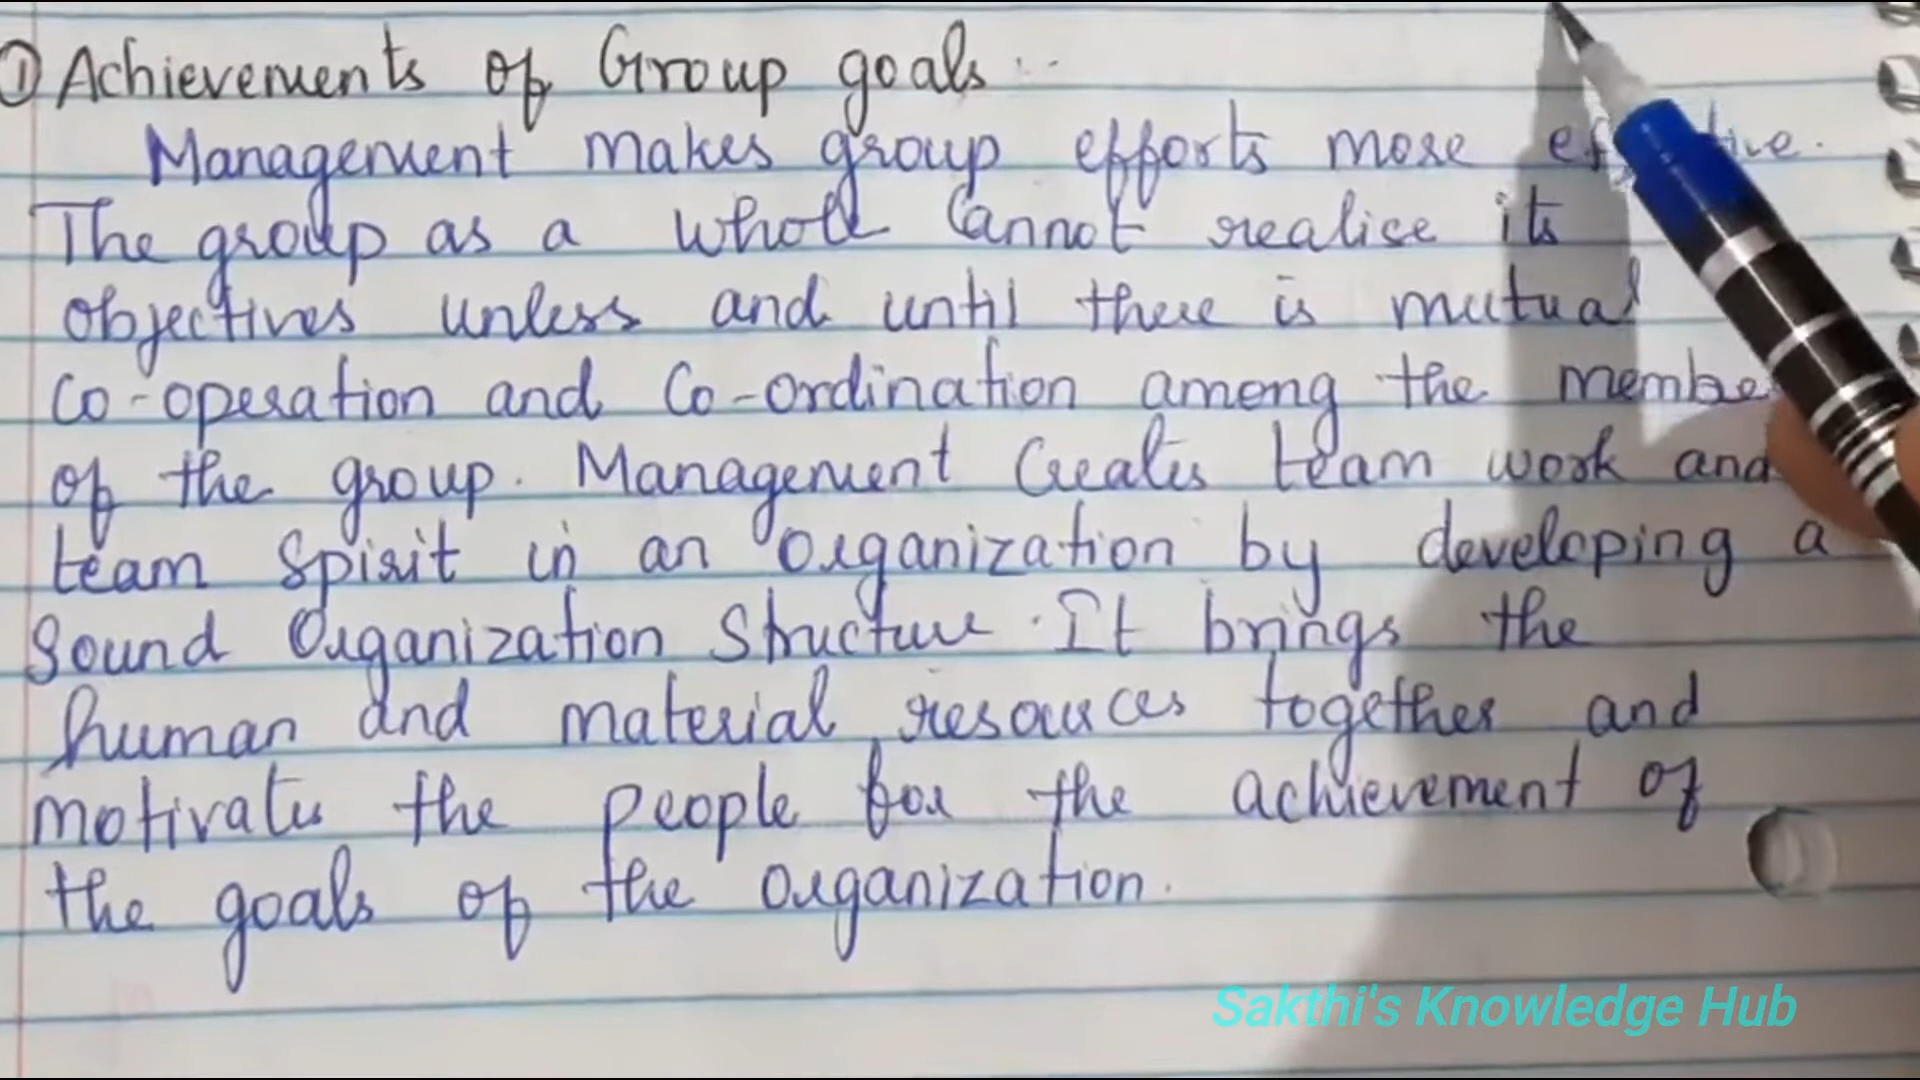 ① Achievements of Group goals..
Management makes group efforts more
The group as a whole Cannot realise its
objectives unless and until there is mutual
Co-operation and Co-ordination among the membe
of the group. Management Creates team work and
team Spirit in an Organization by developing a
Sound Organization Structure. It brings the
human and material resources together and
motivates the people for the achievement of
the goals of the Organization.
Sakthi's Knowledge Hub